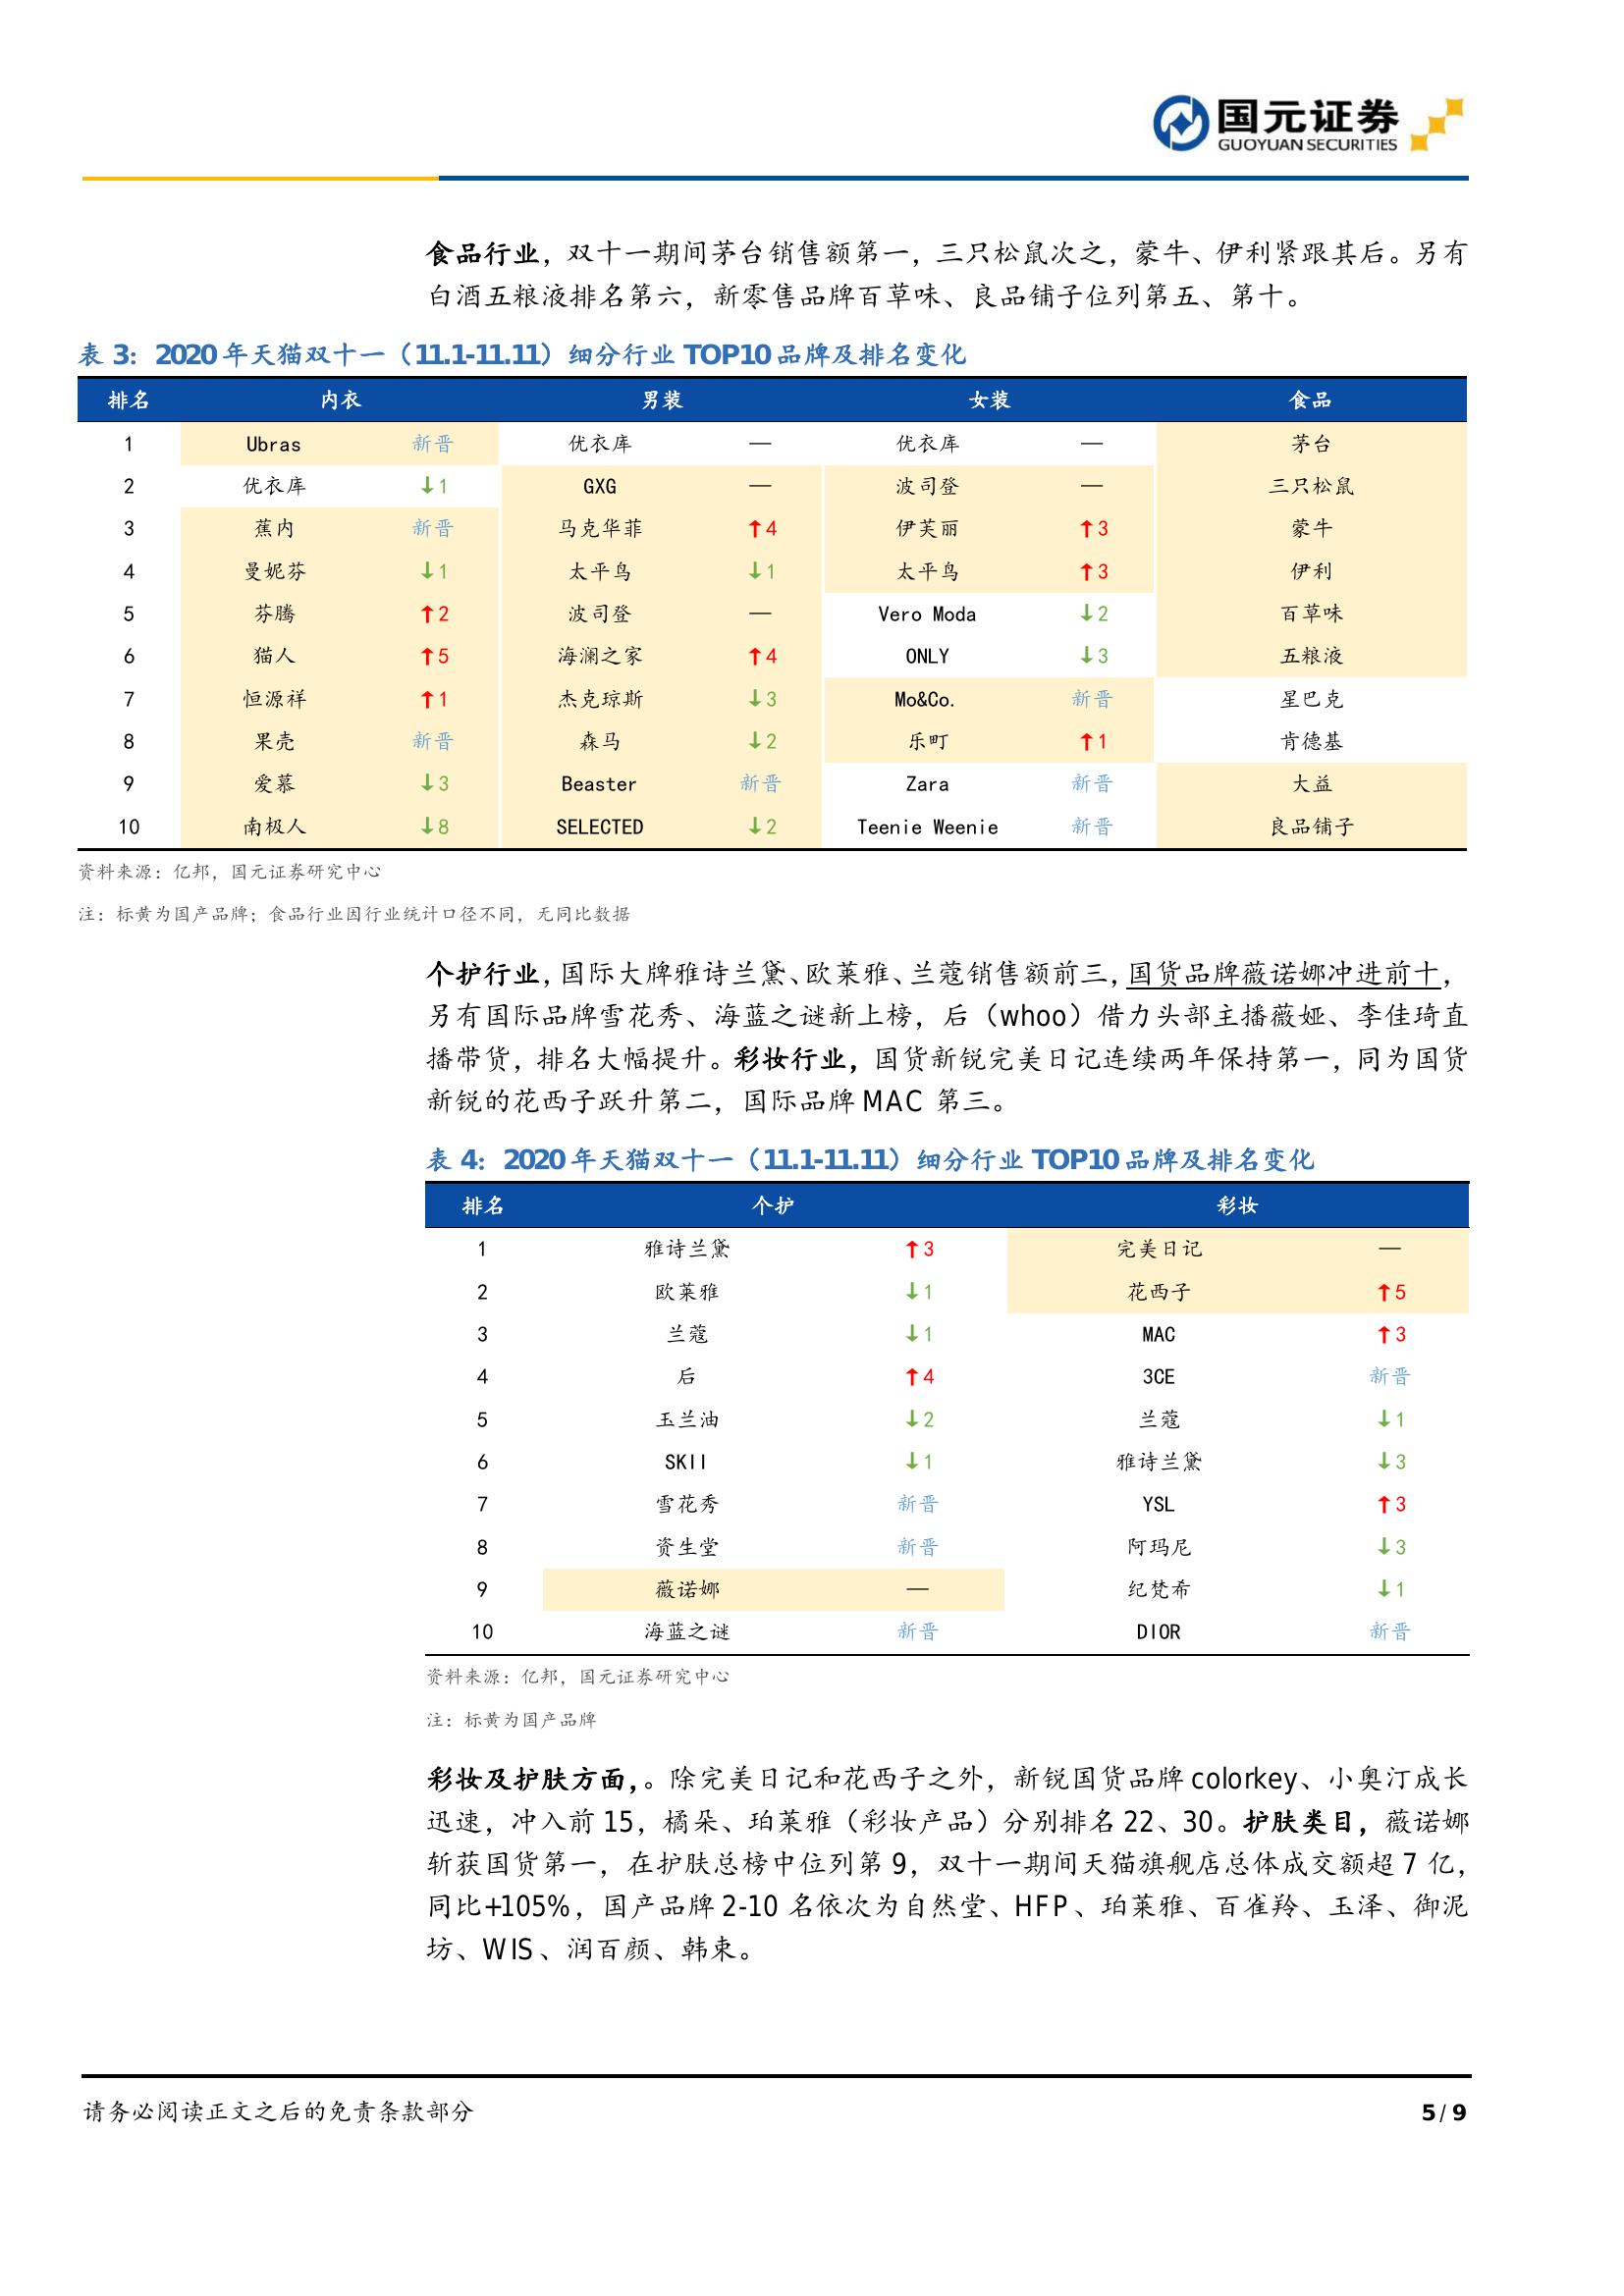 国元证券
GUOYUAN SECURITIES
食品行业，双十一期间茅台销售额第一，三只松鼠次之，蒙牛、伊利紧跟其后。另有
白酒五粮液排名第六，新零售品牌百草味、良品铺子位列第五、第十。
表 3：2020 年天猫双十一（11.1-11.11）细分行业 TOP10 品牌及排名变化
排名 内衣 男装 女装 食品
1 Ubras 新晋 优衣库 — 优衣库 — 茅台
2 优衣库 ↓1 GXG — 波司登 — 三只松鼠
3 蕉内 新晋 马克华菲 ↑4 伊芙丽 ↑3 蒙牛
4 曼妮芬 ↓1 太平鸟 ↓1 太平鸟 ↑3 伊利
5 芬腾 ↑2 波司登 — Vero Moda ↓2 百草味
6 猫人 ↑5 海澜之家 ↑4 ONLY ↓3 五粮液
7 恒源祥 ↑1 杰克琼斯 ↓3 Mo&Co. 新晋 星巴克
8 果壳 新晋 森马 ↓2 乐町 ↑1 肯德基
9 爱慕 ↓3 Beaster 新晋 Zara 新晋 大益
10 南极人 ↓8 SELECTED ↓2 Teenie Weenie 新晋 良品铺子
资料来源：亿邦，国元证券研究中心
注：标黄为国产品牌；食品行业因行业统计口径不同，无同比数据
个护行业，国际大牌雅诗兰黛、欧莱雅、兰蔻销售额前三，国货品牌薇诺娜冲进前十，
另有国际品牌雪花秀、海蓝之谜新上榜，后（whoo）借力头部主播薇娅、李佳琦直
播带货，排名大幅提升。彩妆行业，国货新锐完美日记连续两年保持第一，同为国货
新锐的花西子跃升第二，国际品牌 MAC 第三。
表 4：2020 年天猫双十一（11.1-11.11）细分行业 TOP10 品牌及排名变化
排名 个护 彩妆
1 雅诗兰黛 ↑3 完美日记 —
2 欧莱雅 ↓1 花西子 ↑5
3 兰蔻 ↓1 MAC ↑3
4 后 ↑4 3CE 新晋
5 玉兰油 ↓2 兰蔻 ↓1
6 SKII ↓1 雅诗兰黛 ↓3
7 雪花秀 新晋 YSL ↑3
8 资生堂 新晋 阿玛尼 ↓3
9 薇诺娜 — 纪梵希 ↓1
10 海蓝之谜 新晋 DIOR 新晋
资料来源：亿邦，国元证券研究中心
注：标黄为国产品牌
彩妆及护肤方面，。除完美日记和花西子之外，新锐国货品牌 colorkey、小奥汀成长
迅速，冲入前 15，橘朵、珀莱雅（彩妆产品）分别排名 22、30。护肤类目，薇诺娜
斩获国货第一，在护肤总榜中位列第 9，双十一期间天猫旗舰店总体成交额超 7 亿，
同比+105%，国产品牌 2-10 名依次为自然堂、HFP、珀莱雅、百雀羚、玉泽、御泥
坊、WIS、润百颜、韩束。
请务必阅读正文之后的免责条款部分
5 / 9